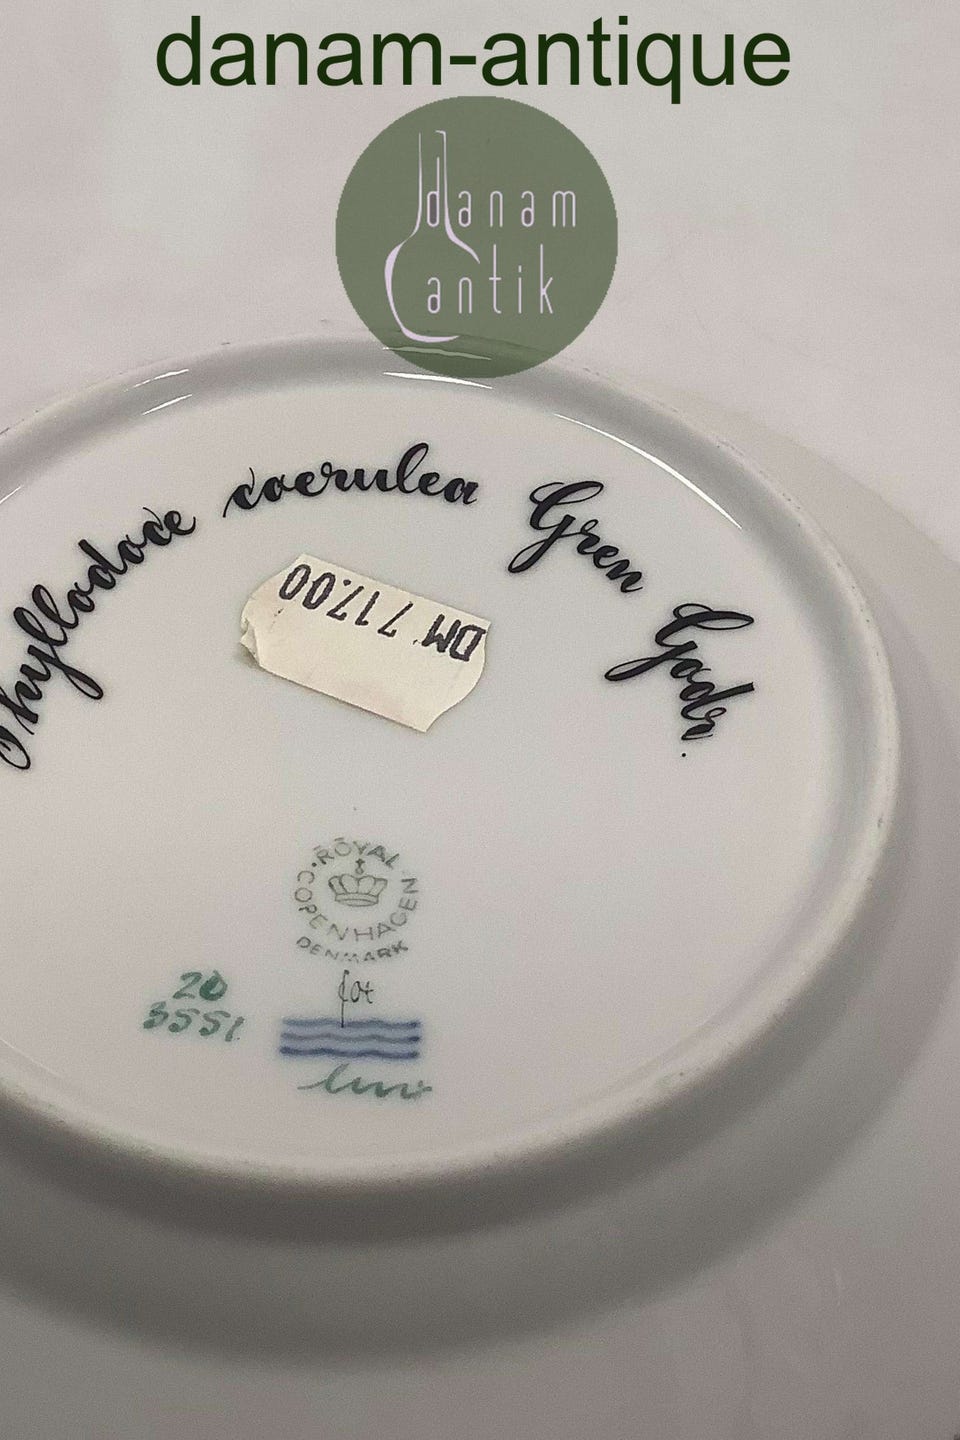 danam-antique
danam
antik
Phyllodoce coerulea Gren Godr.
DM 717.00
ROYAL COPENHAGEN
DENMARK
20
3551.